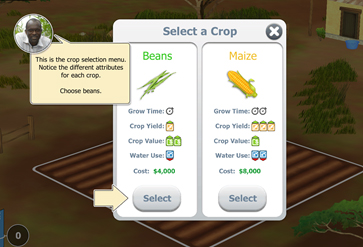 Select a Crop
This is the crop selection menu.
Notice the different attributes
for each crop.
Choose beans.
Beans
Grow Time:
Crop Yield:
Crop Value:
Water Use:
Cost: $4,000
Select
Maize
Grow Time:
Crop Yield:
Crop Value:
Water Use:
Cost: $8,000
Select
0